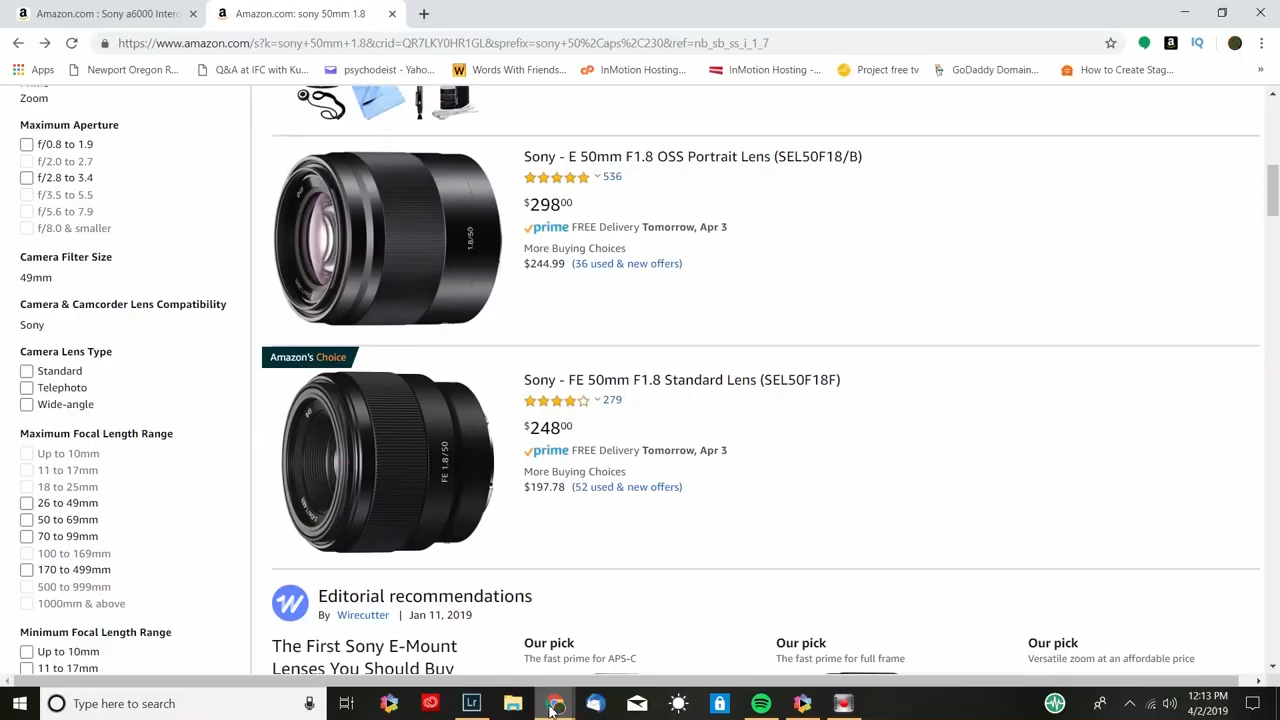 Amazon.com : Sony a6000 Interc
Amazon.com: sony 50mm 1.8
https://www.amazon.com/s?k=sony+50mm+1.8&crid=QR7LKY0HR1GL&sprefix=sony+50%2Caps%2C230&ref=nb_sb_ss_i_1_7
Apps
Newport Oregon R...
Q&A at IFC with Ku...
psychodeist - Yaho...
Words With Friends...
InMotion Hosting...
InMotion Hosting -...
Project free tv
GoDaddy Domain...
How to Create Stag...
»
Zoom
Maximum Aperture
f/0.8 to 1.9
f/2.0 to 2.7
f/2.8 to 3.4
f/3.5 to 5.5
f/5.6 to 7.9
f/8.0 & smaller
Camera Filter Size
49mm
Camera & Camcorder Lens Compatibility
Sony
Camera Lens Type
Standard
Telephoto
Wide-angle
Maximum Focal Length Range
Up to 10mm
11 to 17mm
18 to 25mm
26 to 49mm
50 to 69mm
70 to 99mm
100 to 169mm
170 to 499mm
500 to 999mm
1000mm & above
Minimum Focal Length Range
Up to 10mm
11 to 17mm
1.8/50
Sony - E 50mm F1.8 OSS Portrait Lens (SEL50F18/B)
536
$29800
prime FREE Delivery Tomorrow, Apr 3
More Buying Choices
$244.99 (36 used & new offers)
Amazon's Choice
FE 1.8/50
Sony - FE 50mm F1.8 Standard Lens (SEL50F18F)
279
$24800
prime FREE Delivery Tomorrow, Apr 3
More Buying Choices
$197.78 (52 used & new offers)
Editorial recommendations
By Wirecutter | Jan 11, 2019
The First Sony E-Mount
Lenses You Should Buy
Our pick
The fast prime for APS-C
Our pick
The fast prime for full frame
Our pick
Versatile zoom at an affordable price
Type here to search
Lr
12:13 PM
4/2/2019